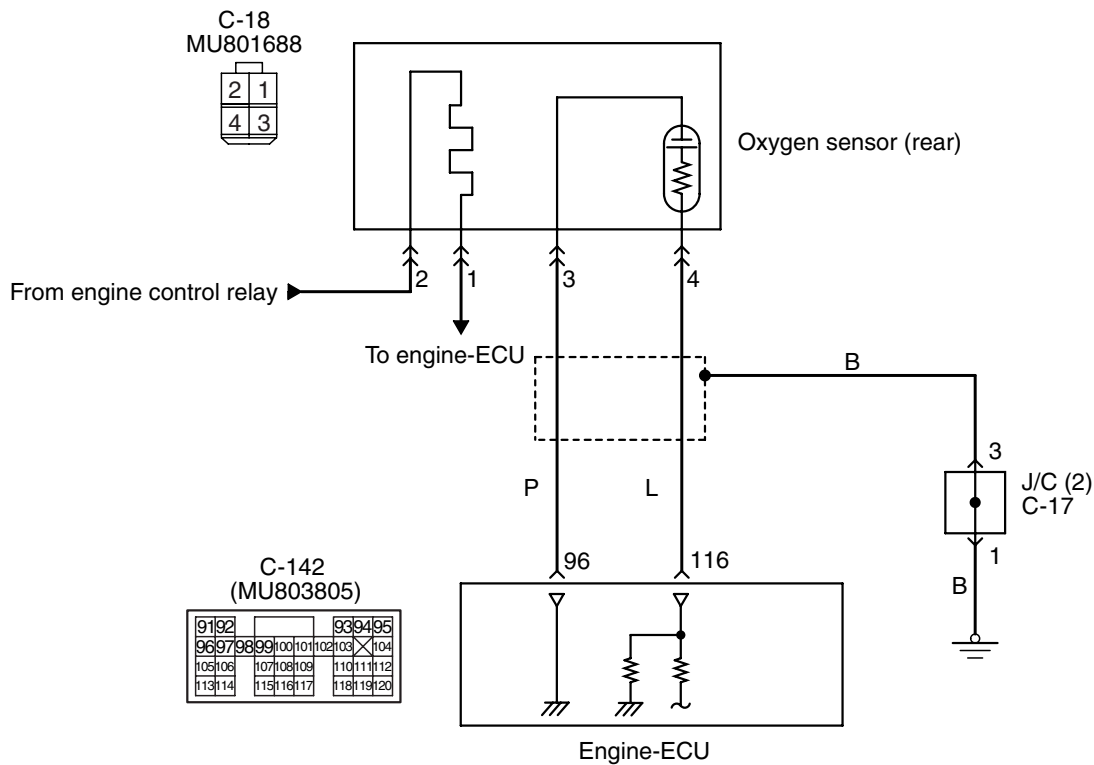 C-18
MU801688
2 1
4 3
Oxygen sensor (rear)
2
1
3
4
From engine control relay
To engine-ECU
B
3
P
L
J/C (2)
C-17
1
96
116
B
C-142
(MU803805)
91 92 93 94 95
96 97 98 99 100 101 102 103 104
105 106 107 108 109 110 111 112
113 114 115 116 117 118 119 120
Engine-ECU